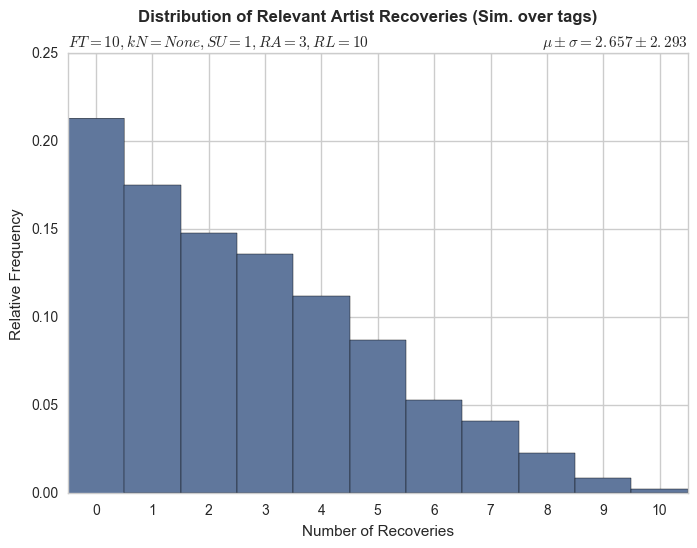 Distribution of Relevant Artist Recoveries (Sim. over tags)
FT = 10, kN = None, SU = 1, RA = 3, RL = 10
μ ± σ = 2.657 ± 2.293
0.25
0.20
0.15
0.10
0.05
0.00
Relative Frequency
0 1 2 3 4 5 6 7 8 9 10
Number of Recoveries